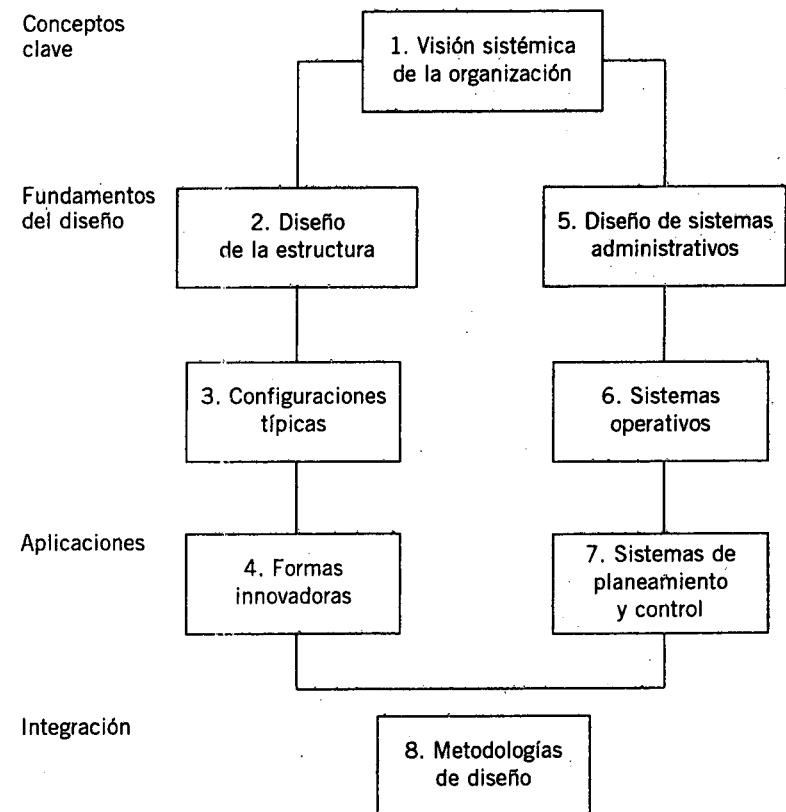 Conceptos
clave
1. Visión sistémica
de la organización
Fundamentos
del diseño
2. Diseño
de la estructura
5. Diseño de sistemas
administrativos
3. Configuraciones
típicas
6. Sistemas
operativos
Aplicaciones
4. Formas
innovadoras
7. Sistemas de
planeamiento
y control
Integración
8. Metodologías
de diseño